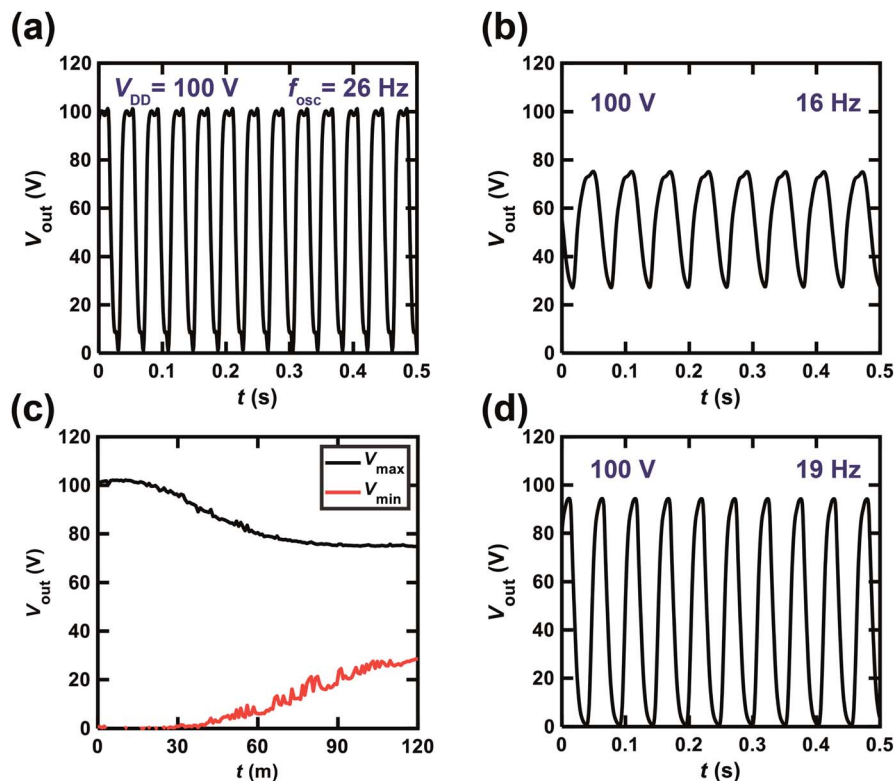 (a)
V_DD = 100 V
f_osc = 26 Hz
V_out (V)
120
100
80
60
40
20
0
0 0.1 0.2 0.3 0.4 0.5
t (s)
(b)
100 V
16 Hz
V_out (V)
120
100
80
60
40
20
0
0 0.1 0.2 0.3 0.4 0.5
t (s)
(c)
V_max
V_min
V_out (V)
120
100
80
60
40
20
0
0 30 60 90 120
t (m)
(d)
100 V
19 Hz
V_out (V)
120
100
80
60
40
20
0
0 0.1 0.2 0.3 0.4 0.5
t (s)